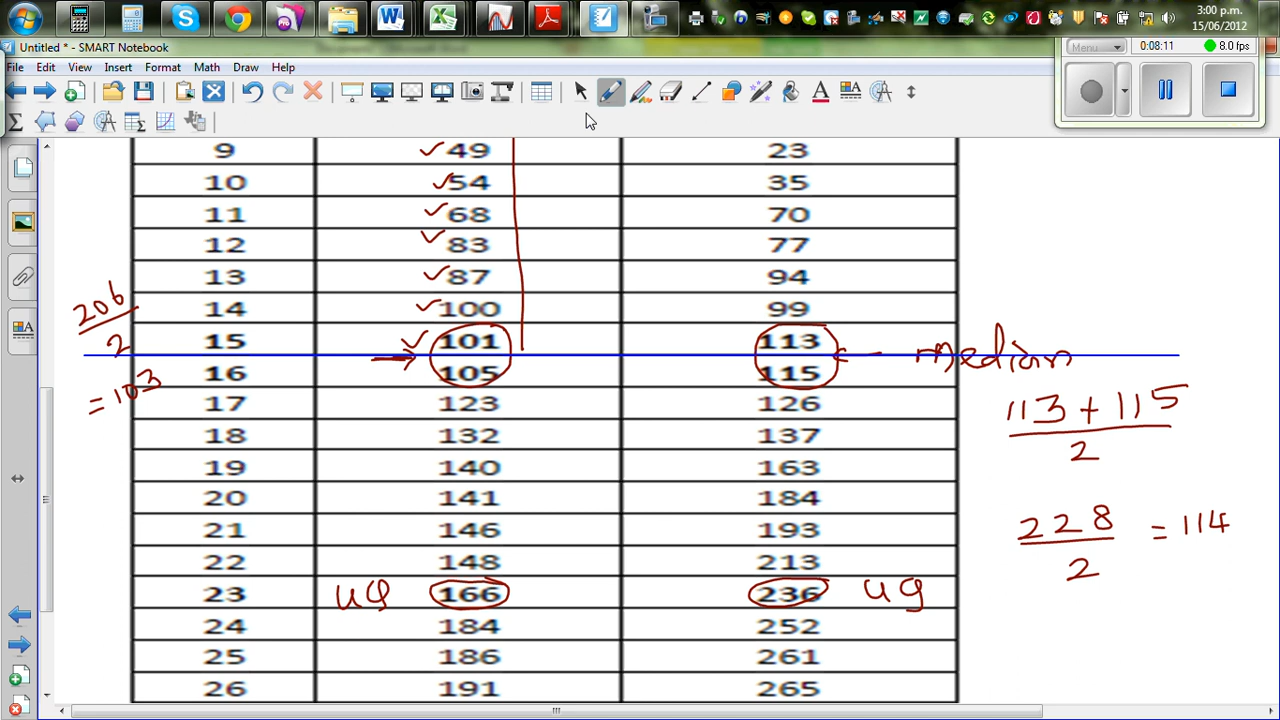 3:00 p.m.
15/06/2012
Untitled * - SMART Notebook
Menu
0:08:11
8.0 fps
File Edit View Insert Format Math Draw Help
9 ✓49 23
10 ✓54 35
11 ✓68 70
12 ✓83 77
13 ✓87 94
14 ✓100 99
15 ✓101 113
16 105 115
17 123 126
18 132 137
19 140 163
20 141 184
21 146 193
22 148 213
23 UQ 166 236 UQ
24 184 252
25 186 261
26 191 265
206
2
= 103
median
113 + 115
2
228
2
= 114